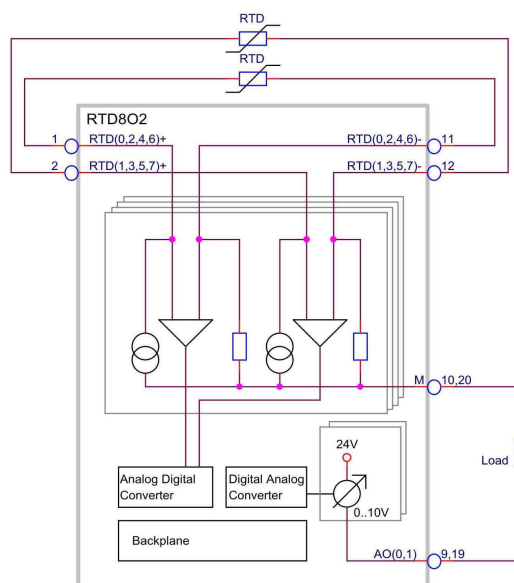 RTD
RTD
RTD8O2
1
RTD(0,2,4,6)+
RTD(0,2,4,6)-
11
2
RTD(1,3,5,7)+
RTD(1,3,5,7)-
12
M
10,20
24V
Load
Analog Digital
Converter
Digital Analog
Converter
0..10V
Backplane
AO(0,1)
9,19